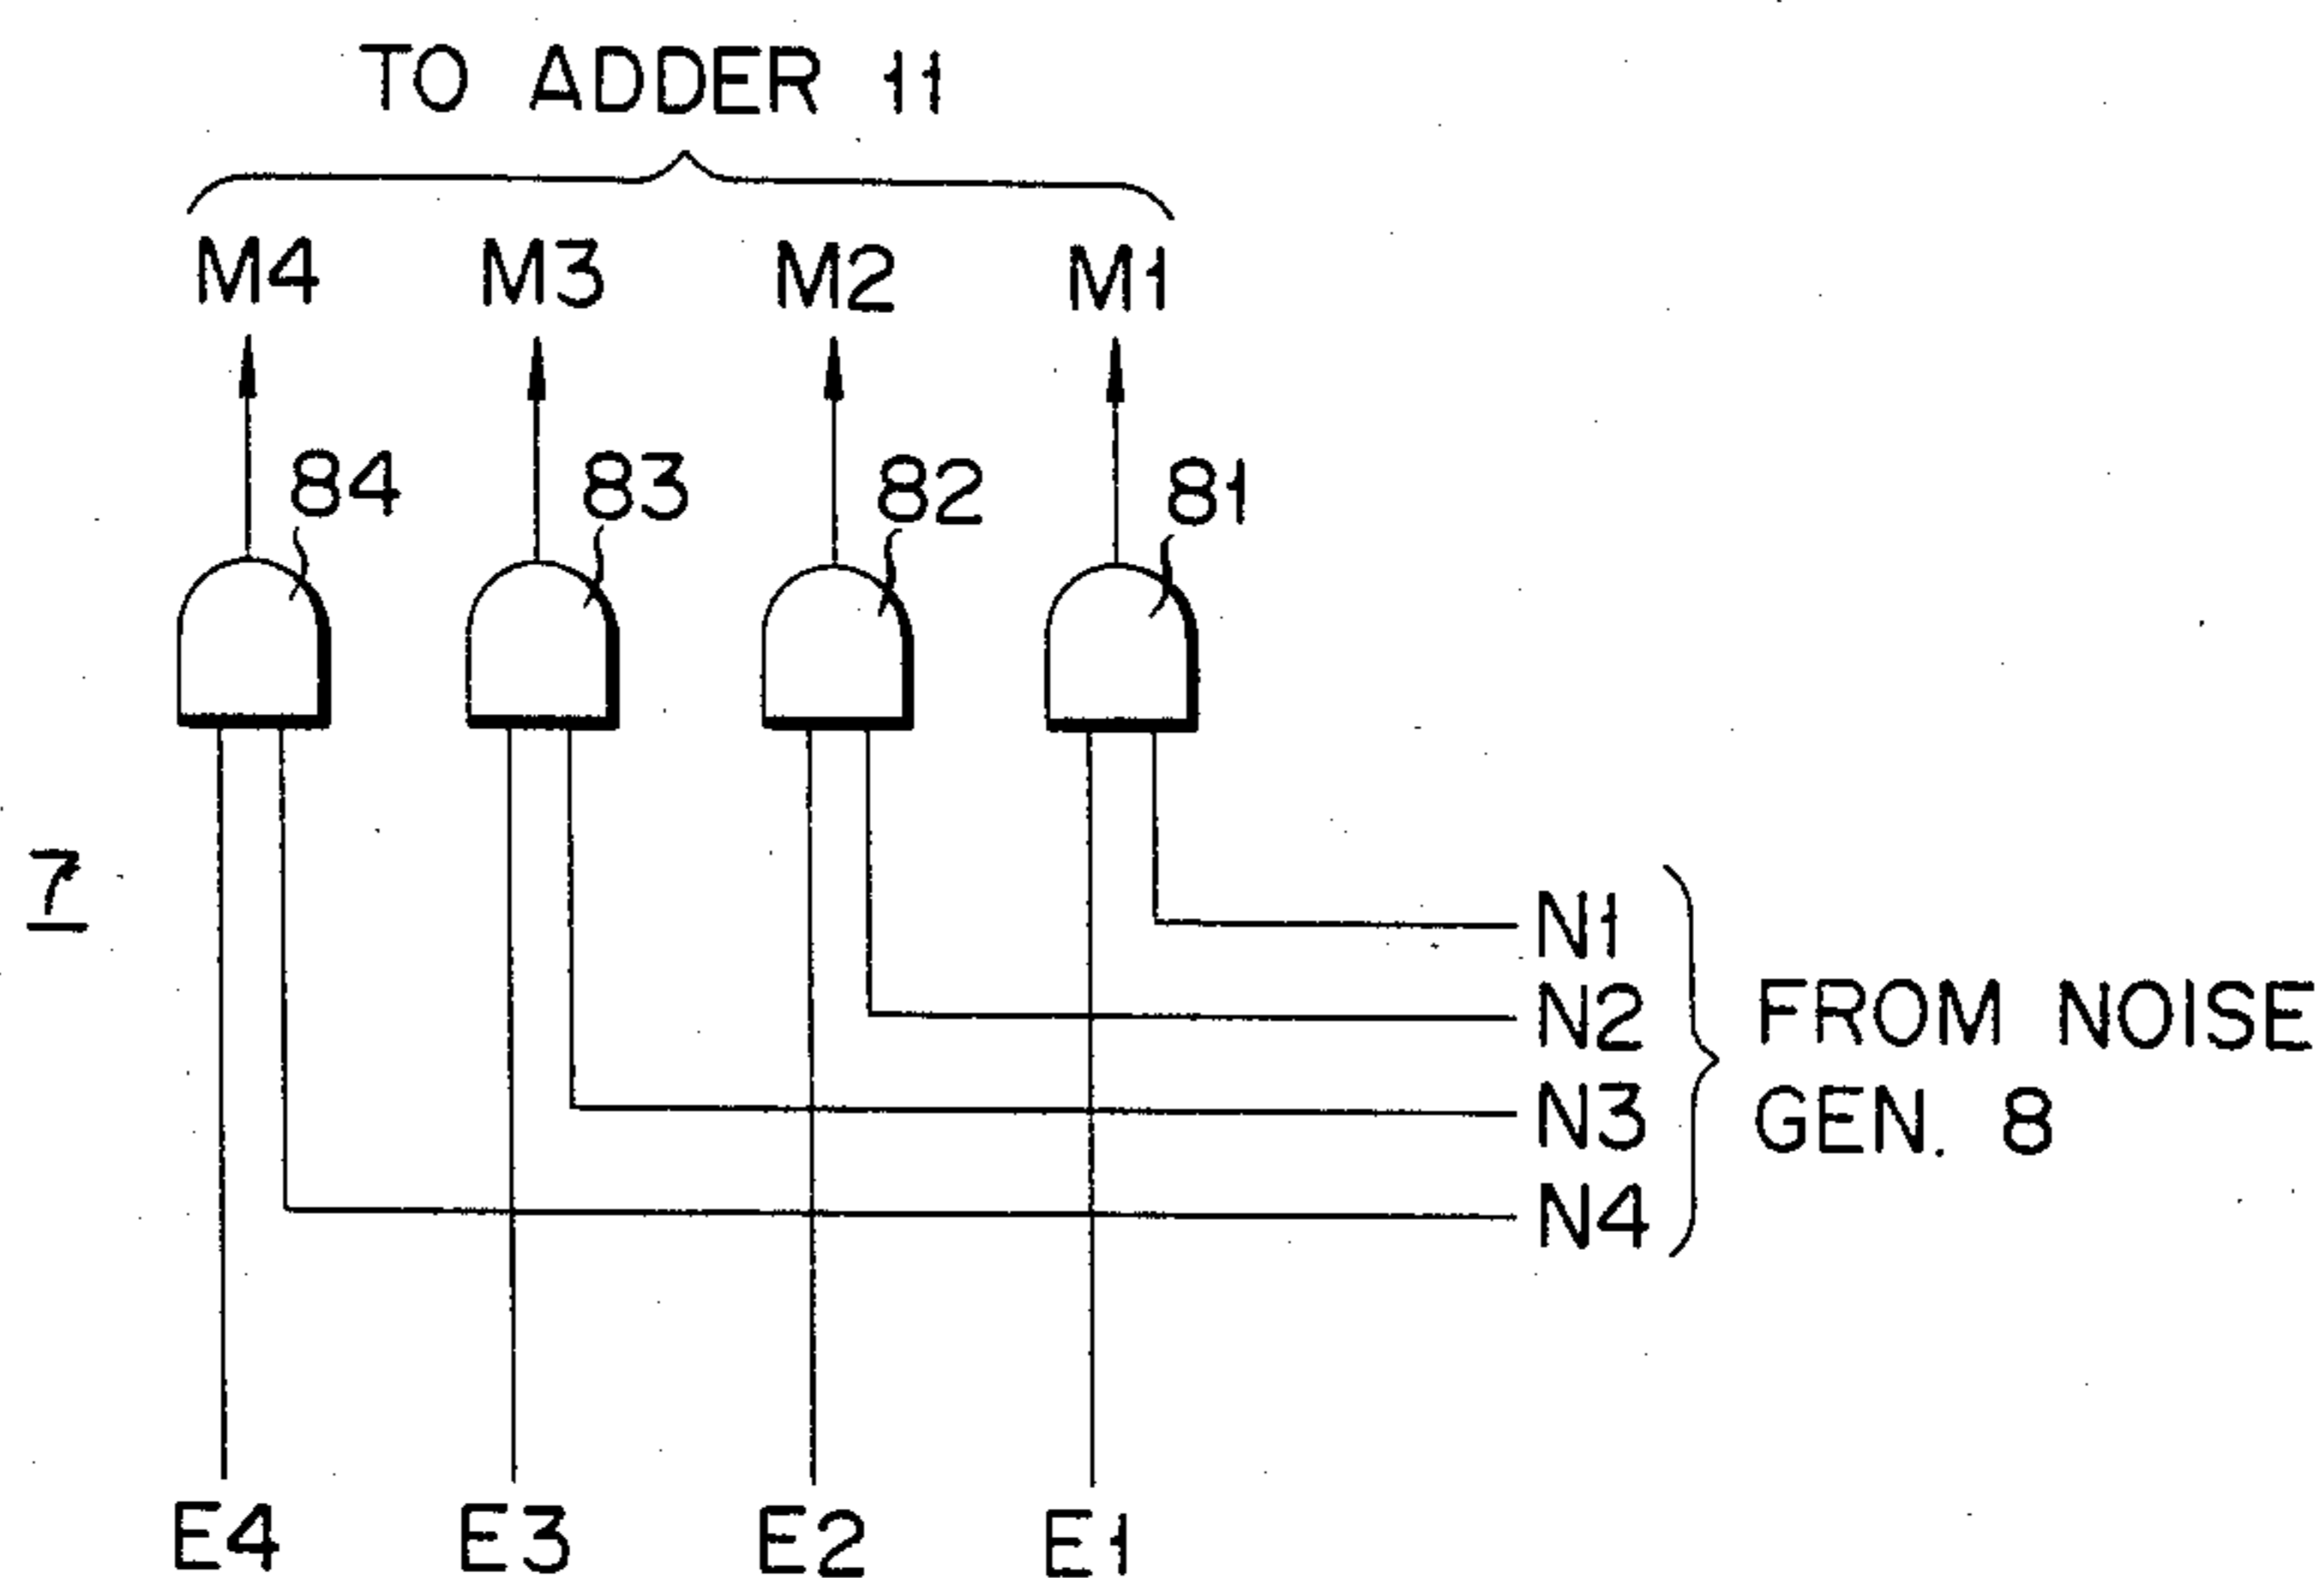 TO ADDER 11
M4 M3 M2 M1
84 83 82 81
7
N1
N2
FROM NOISE
N3
GEN. 8
N4
E4 E3 E2 E1